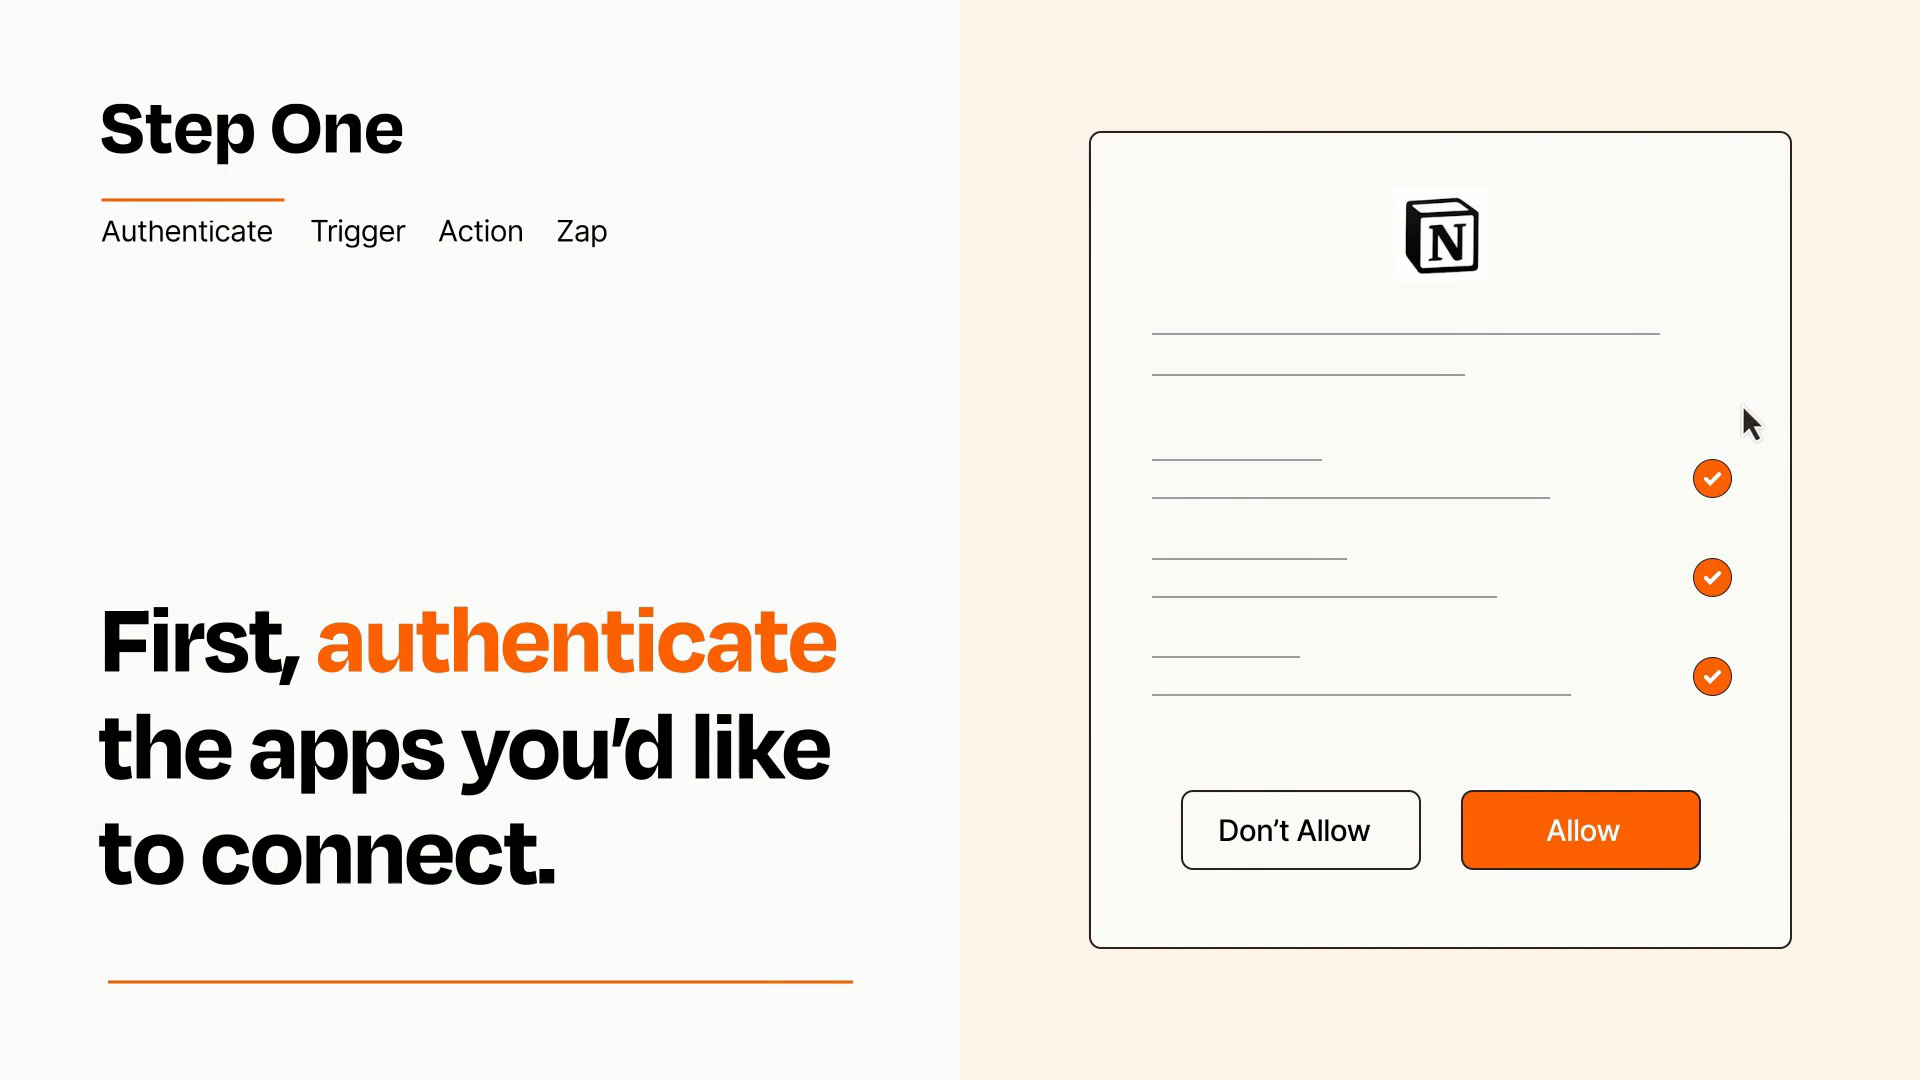 Step One
Authenticate Trigger Action Zap
First, authenticate
the apps you’d like
to connect.
N
Don’t Allow Allow